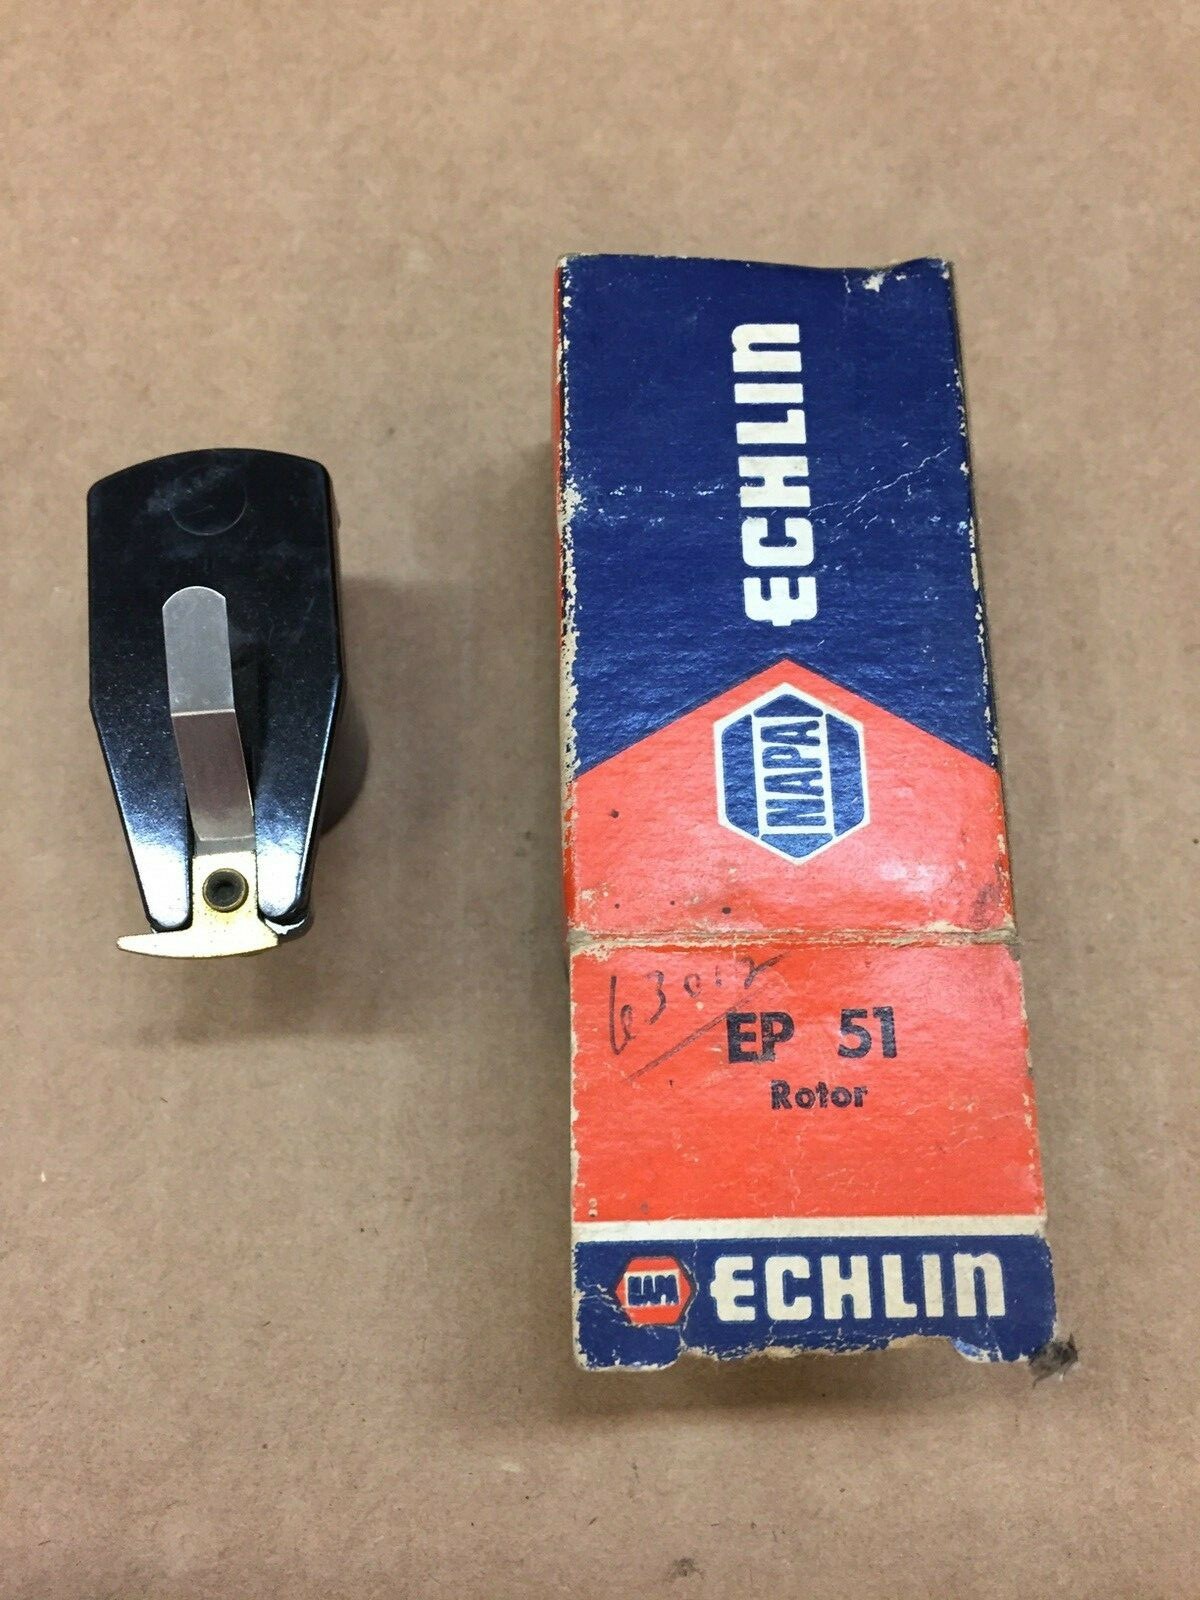 ECHLIN
NAPA
63012
EP 51
Rotor
NAPA ECHLIN